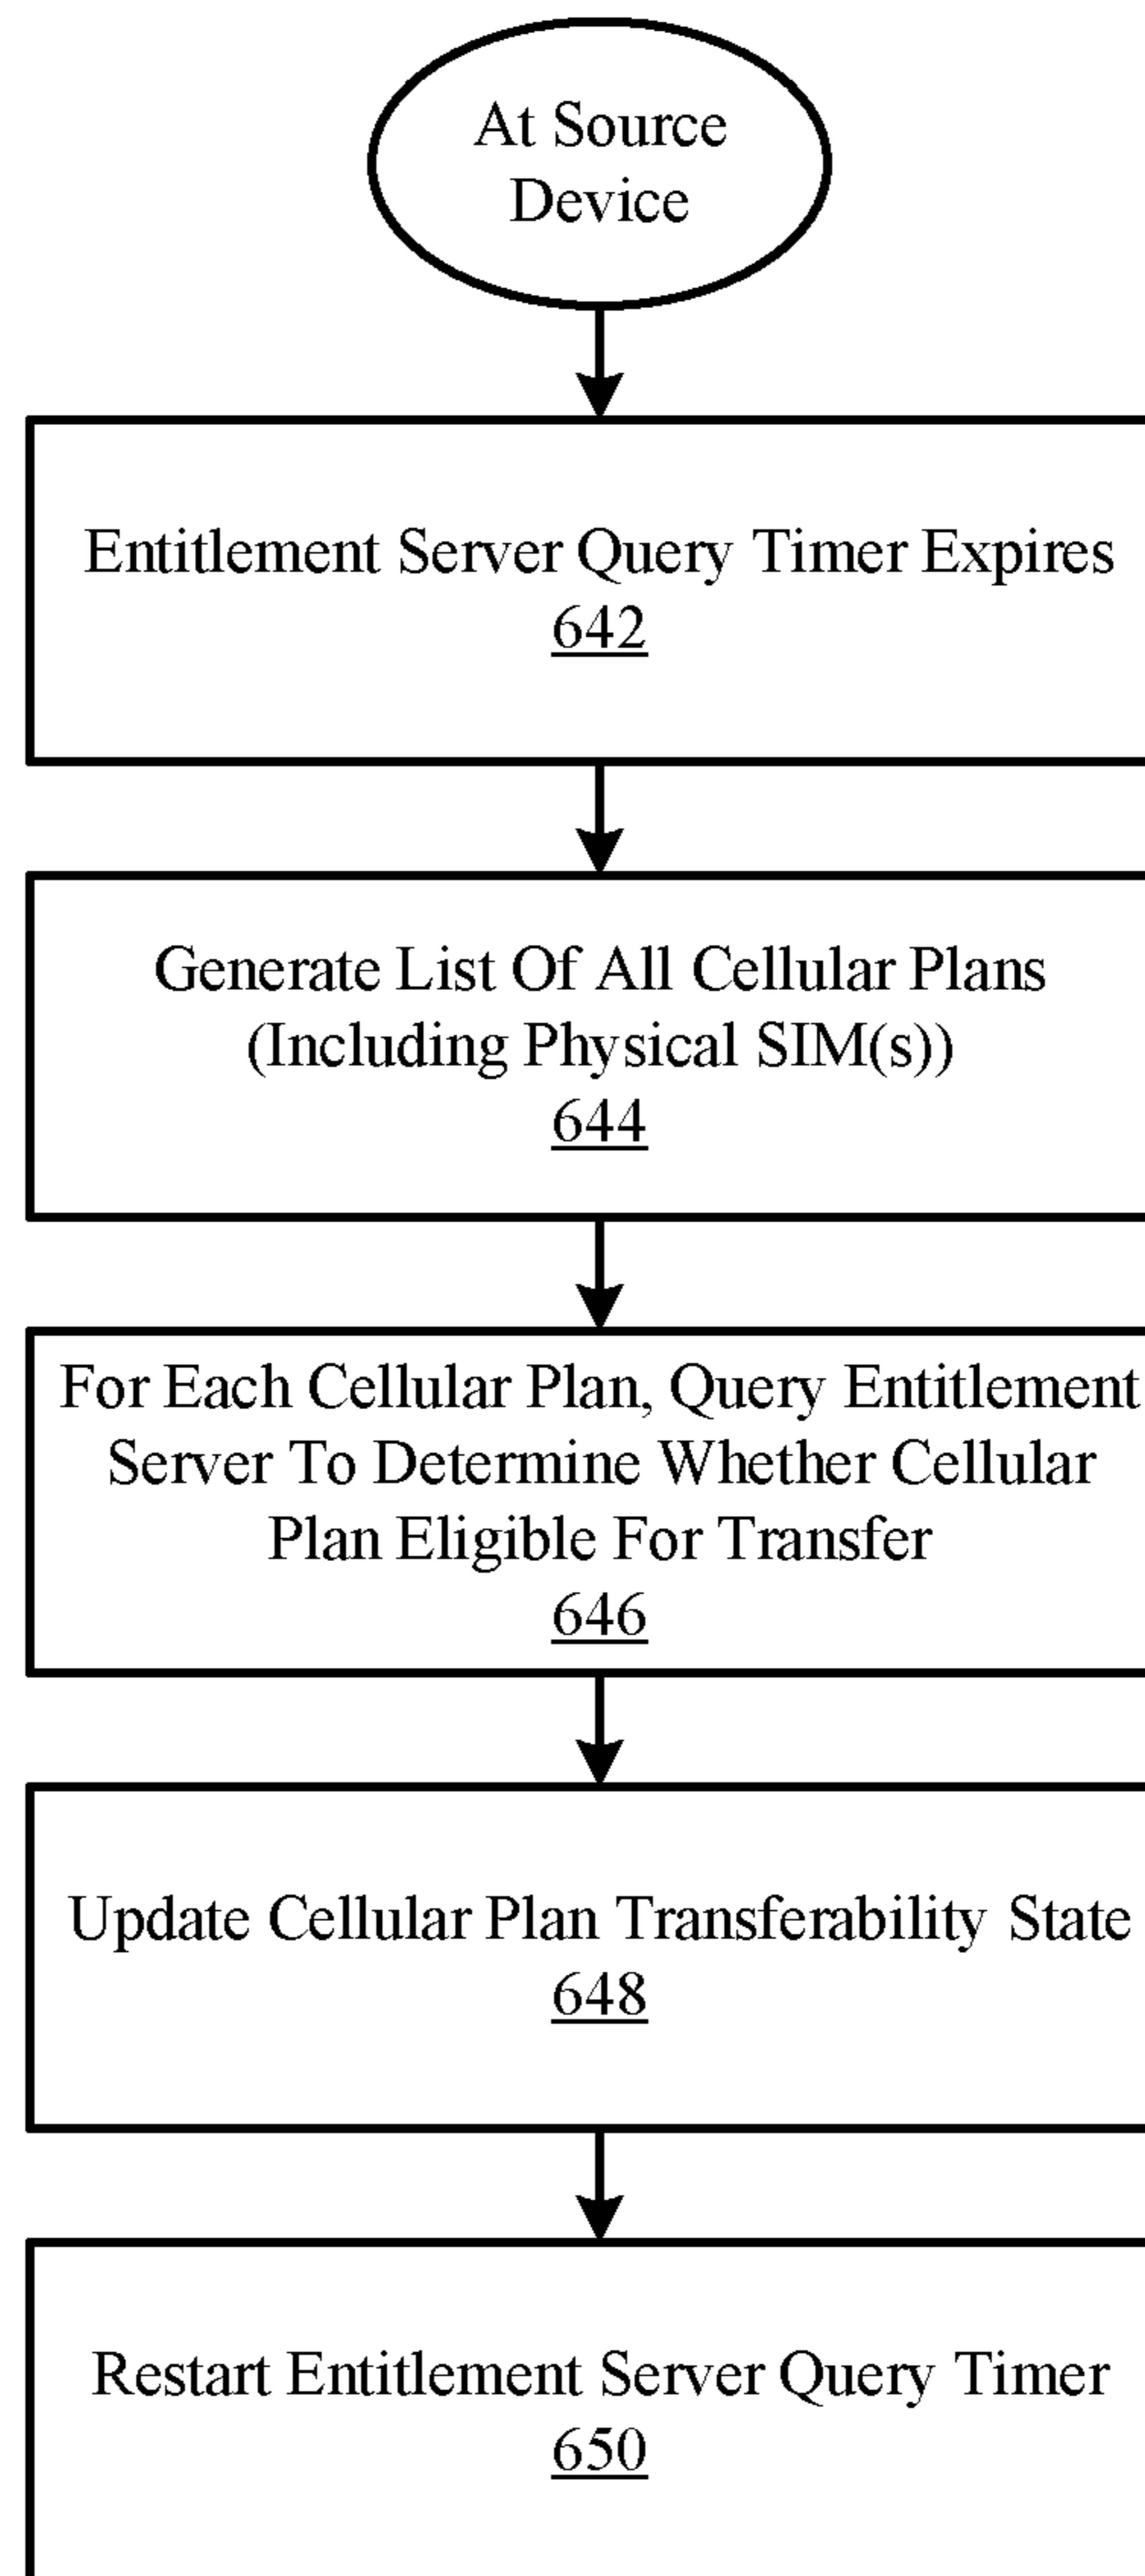 At Source
Device
Entitlement Server Query Timer Expires
642
Generate List Of All Cellular Plans
(Including Physical SIM(s))
644
For Each Cellular Plan, Query Entitlement
Server To Determine Whether Cellular
Plan Eligible For Transfer
646
Update Cellular Plan Transferability State
648
Restart Entitlement Server Query Timer
650